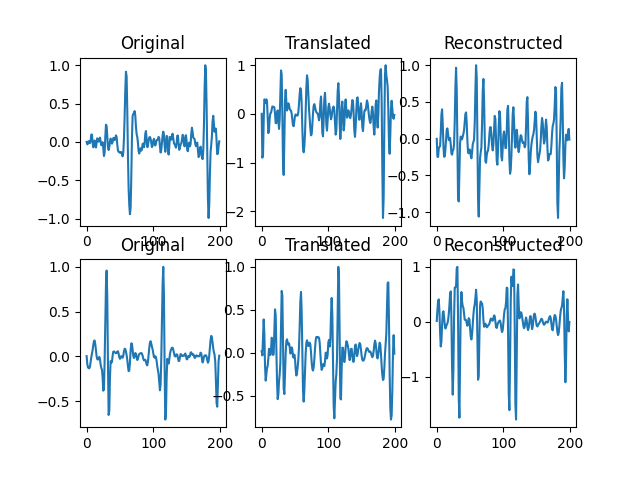 Original Translated Reconstructed
1.0 1 1.0
0.5 0.5
0.0 0 0.0
−0.5 −1 −0.5
−1.0 −2 −1.0
0 100 200 0 100 200 0 100 200
Original Translated Reconstructed
1.0 1.0 1
0.5 0.5
0.0 0.0 0
−0.5 −0.5 −1
0 100 200 0 100 200 0 100 200